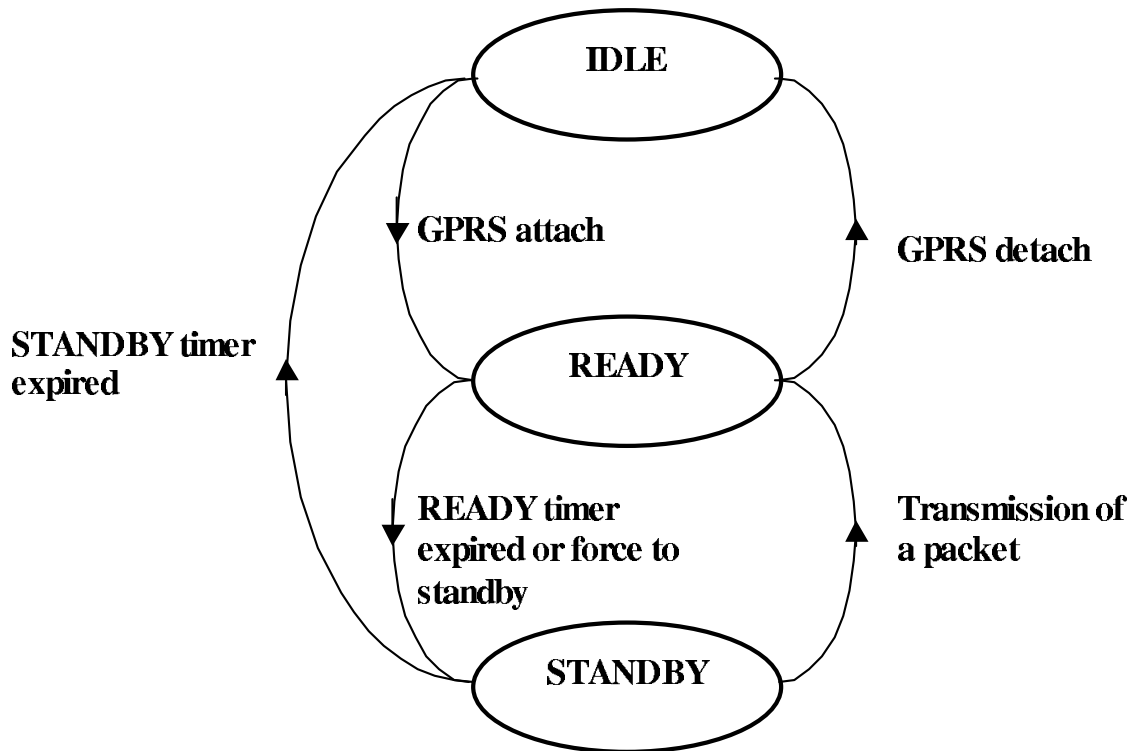 IDLE
GPRS attach
GPRS detach
STANDBY timer
expired
READY
READY timer
expired or force to
standby
Transmission of
a packet
STANDBY